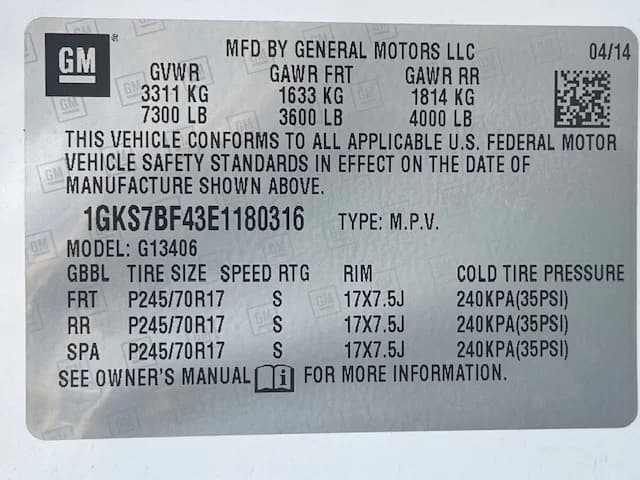 GM
MFD BY GENERAL MOTORS LLC 04/14
GVWR GAWR FRT GAWR RR
3311 KG 1633 KG 1814 KG
7300 LB 3600 LB 4000 LB
THIS VEHICLE CONFORMS TO ALL APPLICABLE U.S. FEDERAL MOTOR
VEHICLE SAFETY STANDARDS IN EFFECT ON THE DATE OF
MANUFACTURE SHOWN ABOVE.
1GKS7BF43E1180316 TYPE: M.P.V.
MODEL: G13406
GBBL TIRE SIZE SPEED RTG RIM COLD TIRE PRESSURE
FRT P245/70R17 S 17X7.5J 240KPA(35PSI)
RR P245/70R17 S 17X7.5J 240KPA(35PSI)
SPA P245/70R17 S 17X7.5J 240KPA(35PSI)
SEE OWNER'S MANUAL i FOR MORE INFORMATION.